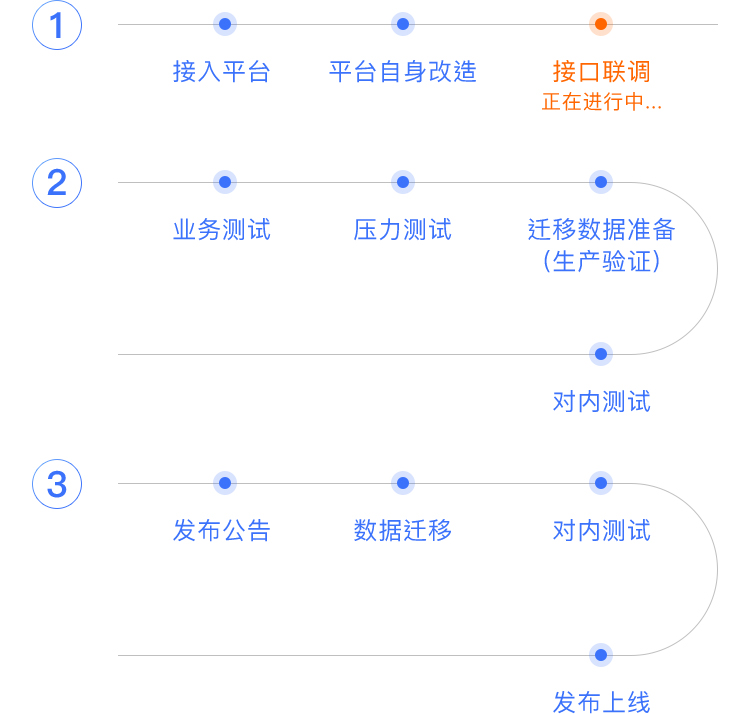 1
接入平台
平台自身改造
接口联调
正在进行中...
2
业务测试
压力测试
迁移数据准备
（生产验证）
对内测试
3
发布公告
数据迁移
对内测试
发布上线